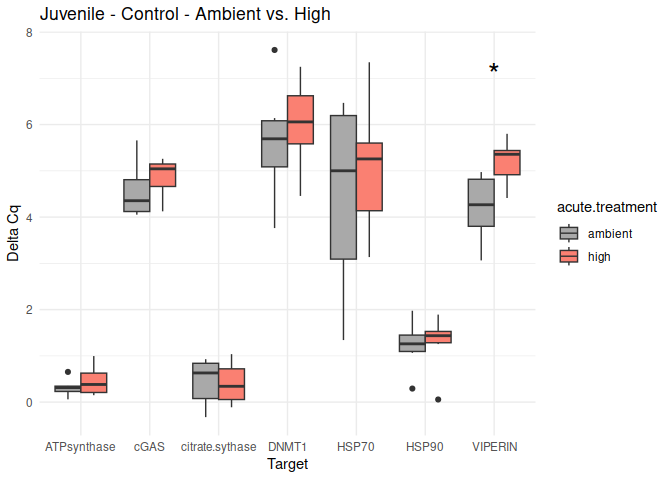 Juvenile - Control - Ambient vs. High
8
6
4
2
0
Delta Cq
*
ATPsynthase cGAS citrate.sythase DNMT1 HSP70 HSP90 VIPERIN
Target
acute.treatment
ambient
high